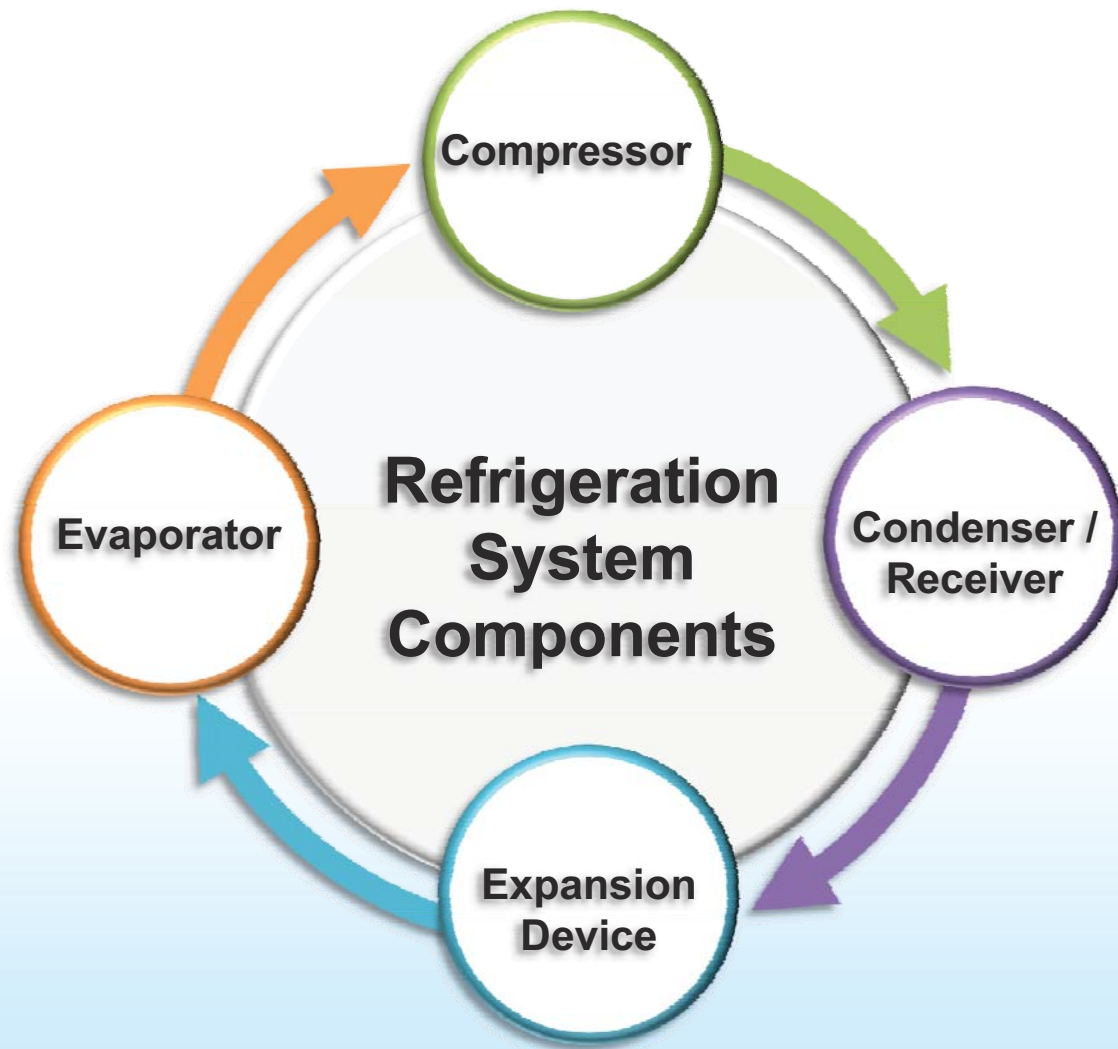 Compressor
Refrigeration
System
Components
Evaporator
Condenser /
Receiver
Expansion
Device